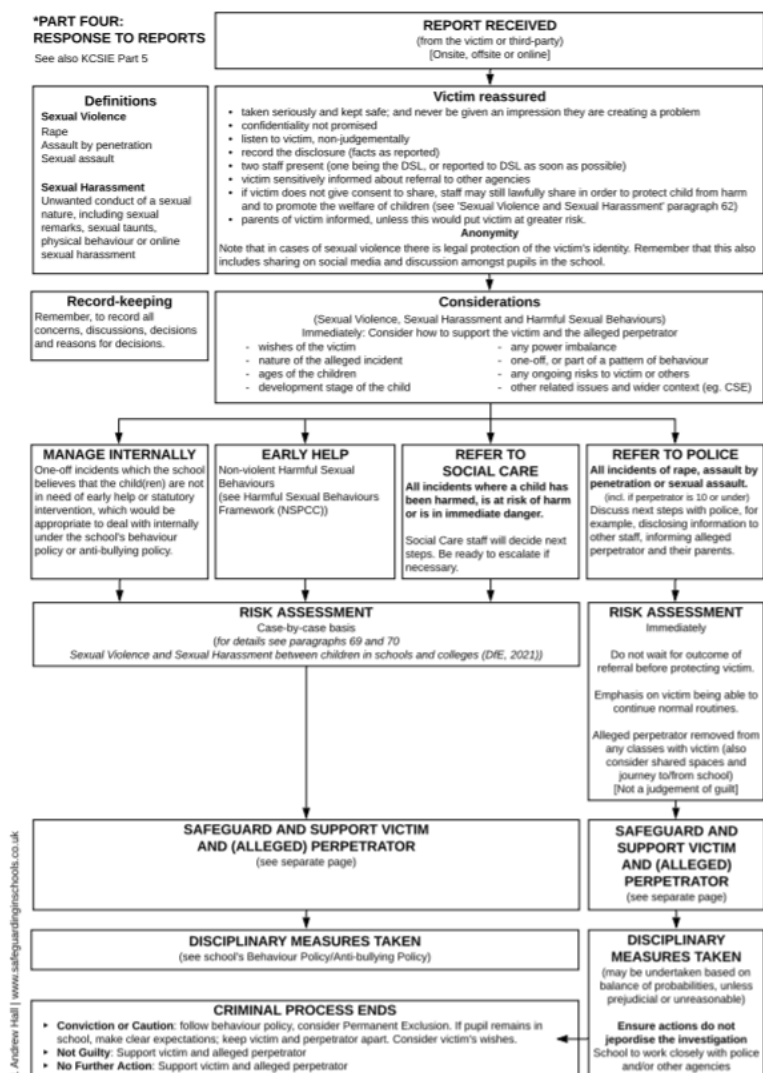 *PART FOUR:
RESPONSE TO REPORTS
See also KCSIE Part 5
REPORT RECEIVED
(from the victim or third-party)
[Onsite, offsite or online]
Definitions
Sexual Violence
Rape
Assault by penetration
Sexual assault
Sexual Harassment
Unwanted conduct of a sexual
nature, including sexual
remarks, sexual taunts,
physical behaviour or online
sexual harassment
Victim reassured
• taken seriously and kept safe; and never be given an impression they are creating a problem
• confidentiality not promised
• listen to victim, non-judgementally
• record the disclosure (facts as reported)
• two staff present (one being the DSL, or reported to DSL as soon as possible)
• victim sensitively informed about referral to other agencies
• if victim does not give consent to share, staff may still lawfully share in order to protect child from harm
and to promote the welfare of children (see 'Sexual Violence and Sexual Harassment' paragraph 62)
• parents of victim informed, unless this would put victim at greater risk.
Anonymity
Note that in cases of sexual violence there is legal protection of the victim's identity. Remember that this also
includes sharing on social media and discussion amongst pupils in the school.
Record-keeping
Remember, to record all
concerns, discussions, decisions
and reasons for decisions.
Considerations
(Sexual Violence, Sexual Harassment and Harmful Sexual Behaviours)
Immediately: Consider how to support the victim and the alleged perpetrator
- wishes of the victim
- nature of the alleged incident
- ages of the children
- development stage of the child
- any power imbalance
- one-off, or part of a pattern of behaviour
- any ongoing risks to victim or others
- other related issues and wider context (eg. CSE)
MANAGE INTERNALLY
One-off incidents which the school
believes that the child(ren) are not
in need of early help or statutory
intervention, which would be
appropriate to deal with internally
under the school's behaviour
policy or anti-bullying policy.
EARLY HELP
Non-violent Harmful Sexual
Behaviours
(see Harmful Sexual Behaviours
Framework (NSPCC))
REFER TO
SOCIAL CARE
All incidents where a child has
been harmed, is at risk of harm
or is in immediate danger.
Social Care staff will decide next
steps. Be ready to escalate if
necessary.
REFER TO POLICE
All incidents of rape, assault by
penetration or sexual assault.
(incl. if perpetrator is 10 or under)
Discuss next steps with police, for
example, disclosing information to
other staff, informing alleged
perpetrator and their parents.
RISK ASSESSMENT
Case-by-case basis
(for details see paragraphs 69 and 70
Sexual Violence and Sexual Harassment between children in schools and colleges (DfE, 2021))
RISK ASSESSMENT
Immediately
Do not wait for outcome of
referral before protecting victim.
Emphasis on victim being able to
continue normal routines.
Alleged perpetrator removed from
any classes with victim (also
consider shared spaces and
journey to/from school)
[Not a judgement of guilt]
SAFEGUARD AND SUPPORT VICTIM
AND (ALLEGED) PERPETRATOR
(see separate page)
SAFEGUARD AND
SUPPORT VICTIM
AND (ALLEGED)
PERPETRATOR
(see separate page)
DISCIPLINARY MEASURES TAKEN
(see school's Behaviour Policy/Anti-bullying Policy)
DISCIPLINARY
MEASURES TAKEN
(may be undertaken based on
balance of probabilities, unless
prejudicial or unreasonable)
Ensure actions do not
jepordise the investigation
School to work closely with police
and/or other agencies
CRIMINAL PROCESS ENDS
▸ Conviction or Caution: follow behaviour policy, consider Permanent Exclusion. If pupil remains in
school, make clear expectations; keep victim and perpetrator apart. Consider victim's wishes.
▸ Not Guilty: Support victim and alleged perpetrator
▸ No Further Action: Support victim and alleged perpetrator
. Andrew Hall | www.safeguardinginschools.co.uk